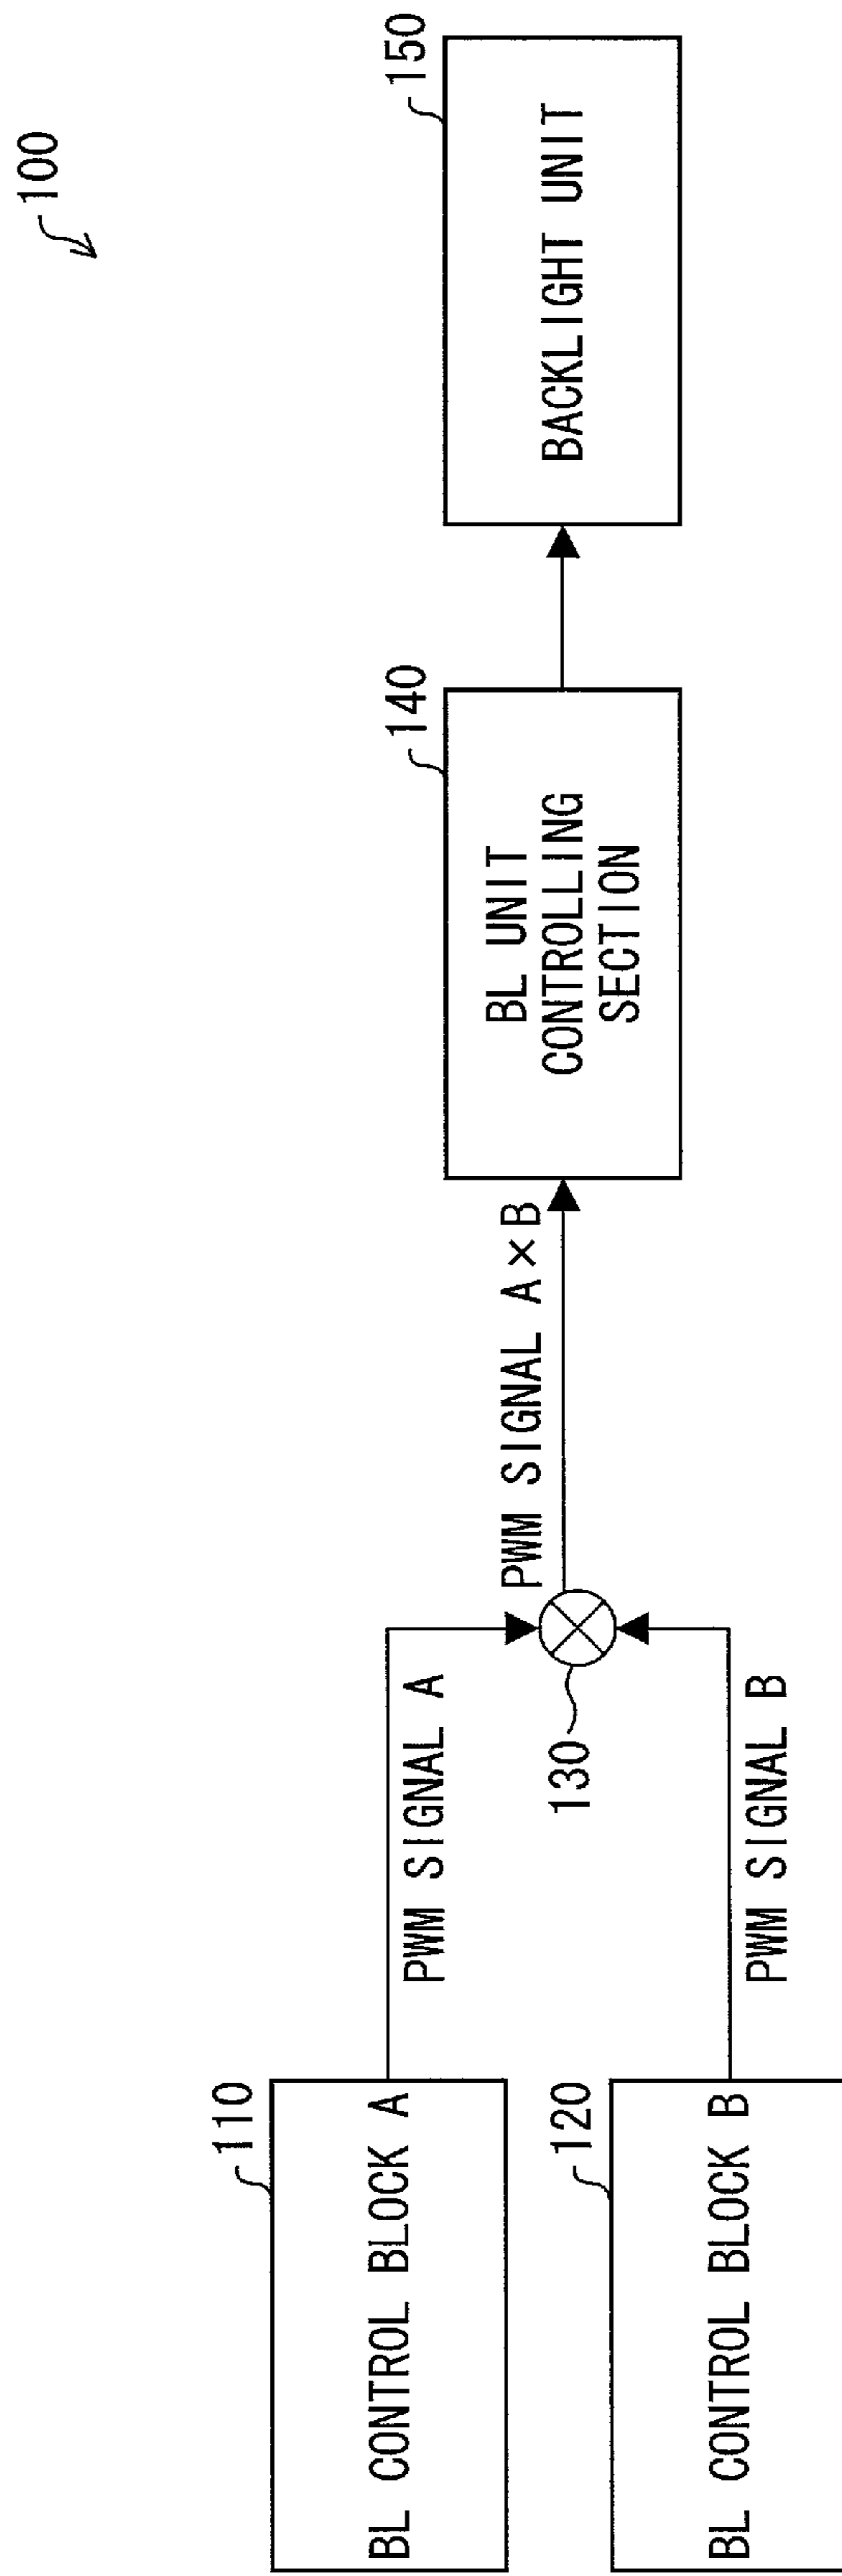 100
110
BL CONTROL BLOCK A
PWM SIGNAL A
120
BL CONTROL BLOCK B
PWM SIGNAL B
130
PWM SIGNAL A×B
140
BL UNIT
CONTROLLING
SECTION
150
BACKLIGHT UNIT